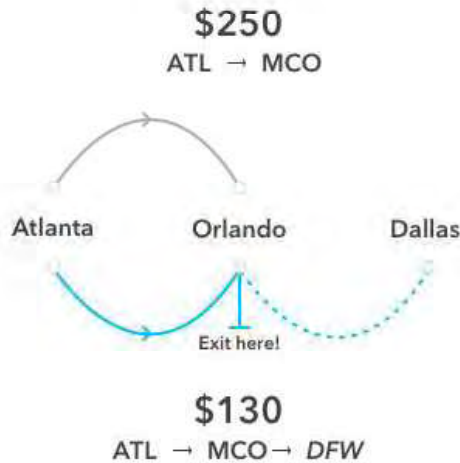 $250
ATL → MCO
Atlanta Orlando Dallas
Exit here!
$130
ATL → MCO → DFW